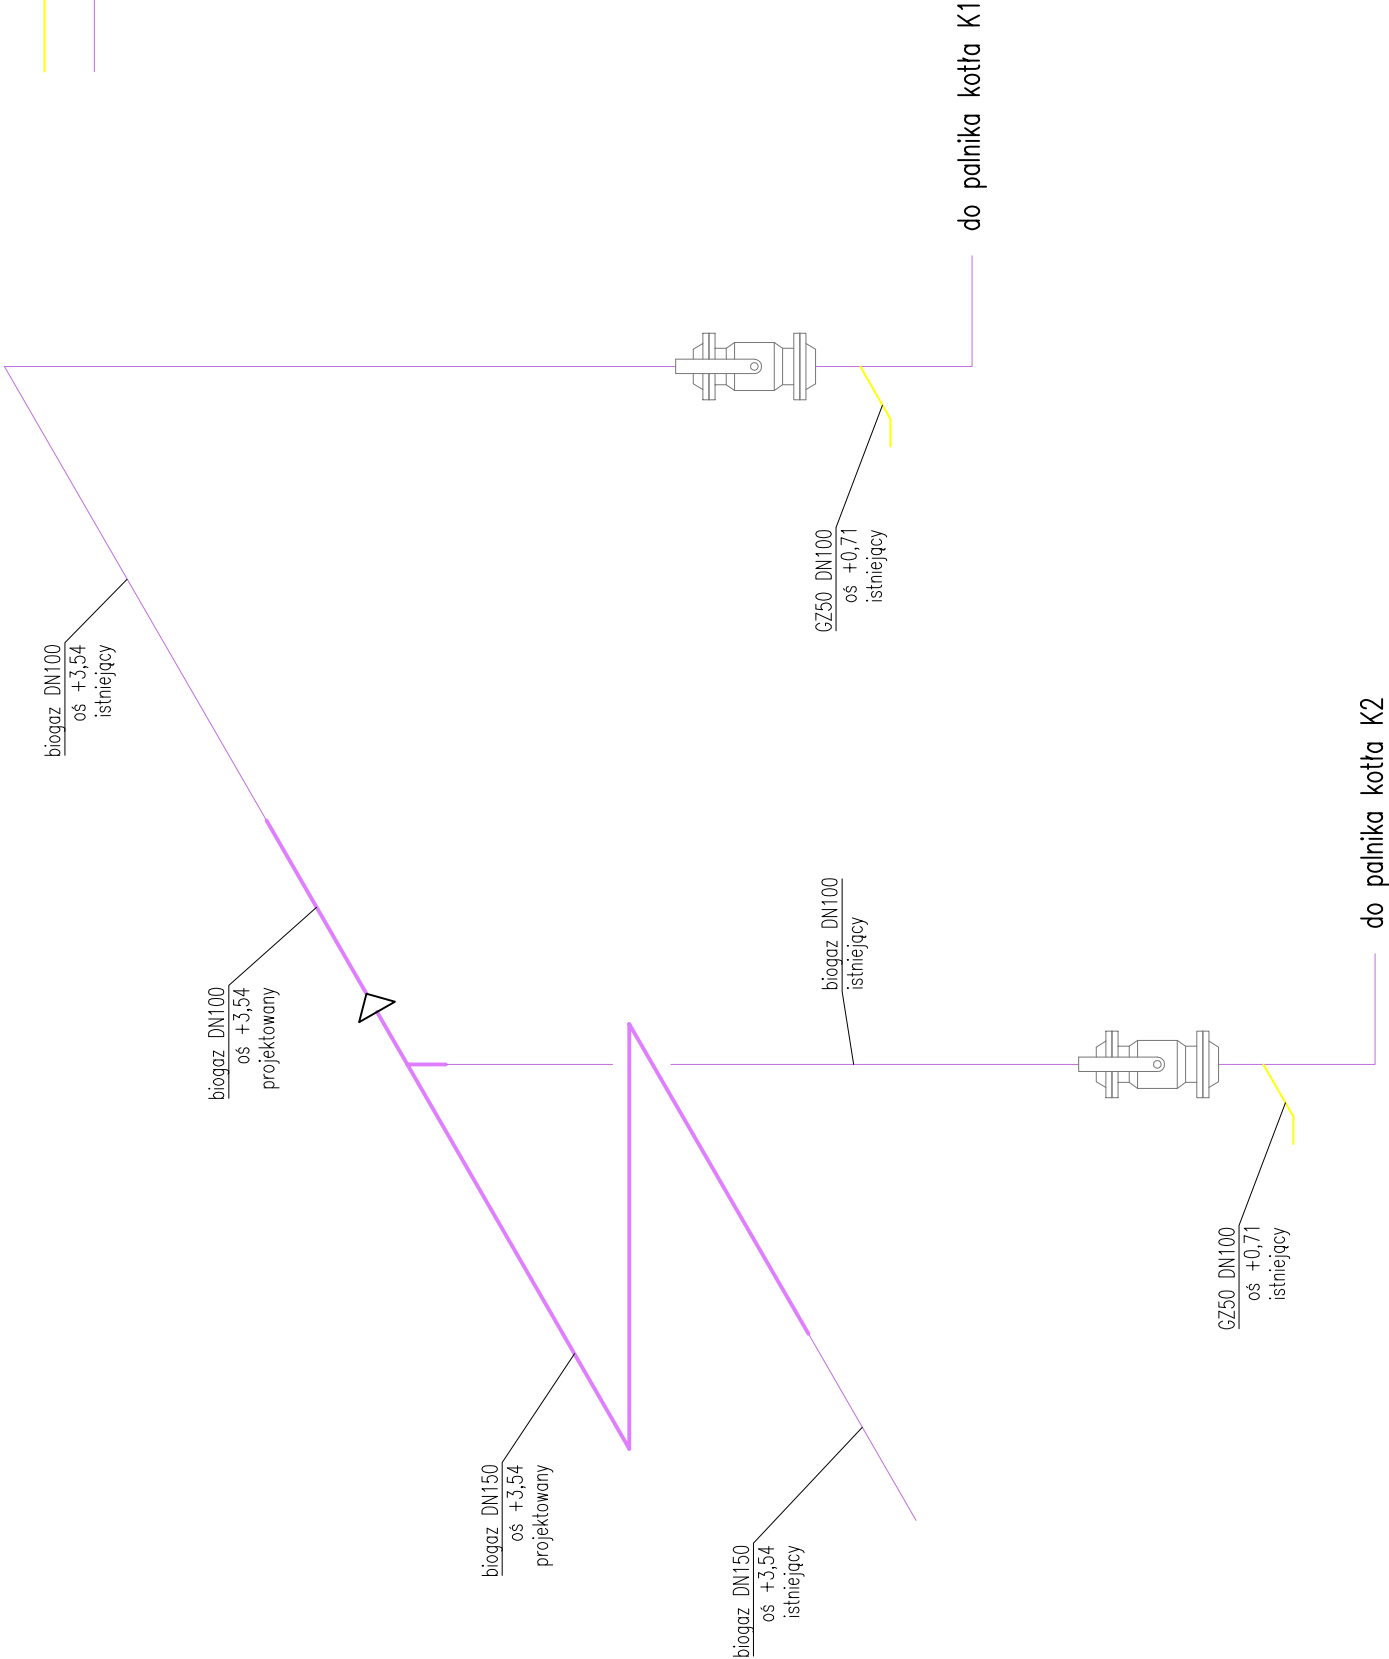 biogaz DN100
oś +3,54
istniejący
biogaz DN100
oś +3,54
projektowany
biogaz DN150
oś +3,54
projektowany
biogaz DN150
oś +3,54
istniejący
GZ50 DN100
oś +0,71
istniejący
biogaz DN100
istniejący
do palnika kotła K1
GZ50 DN100
oś +0,71
istniejący
do palnika kotła K2